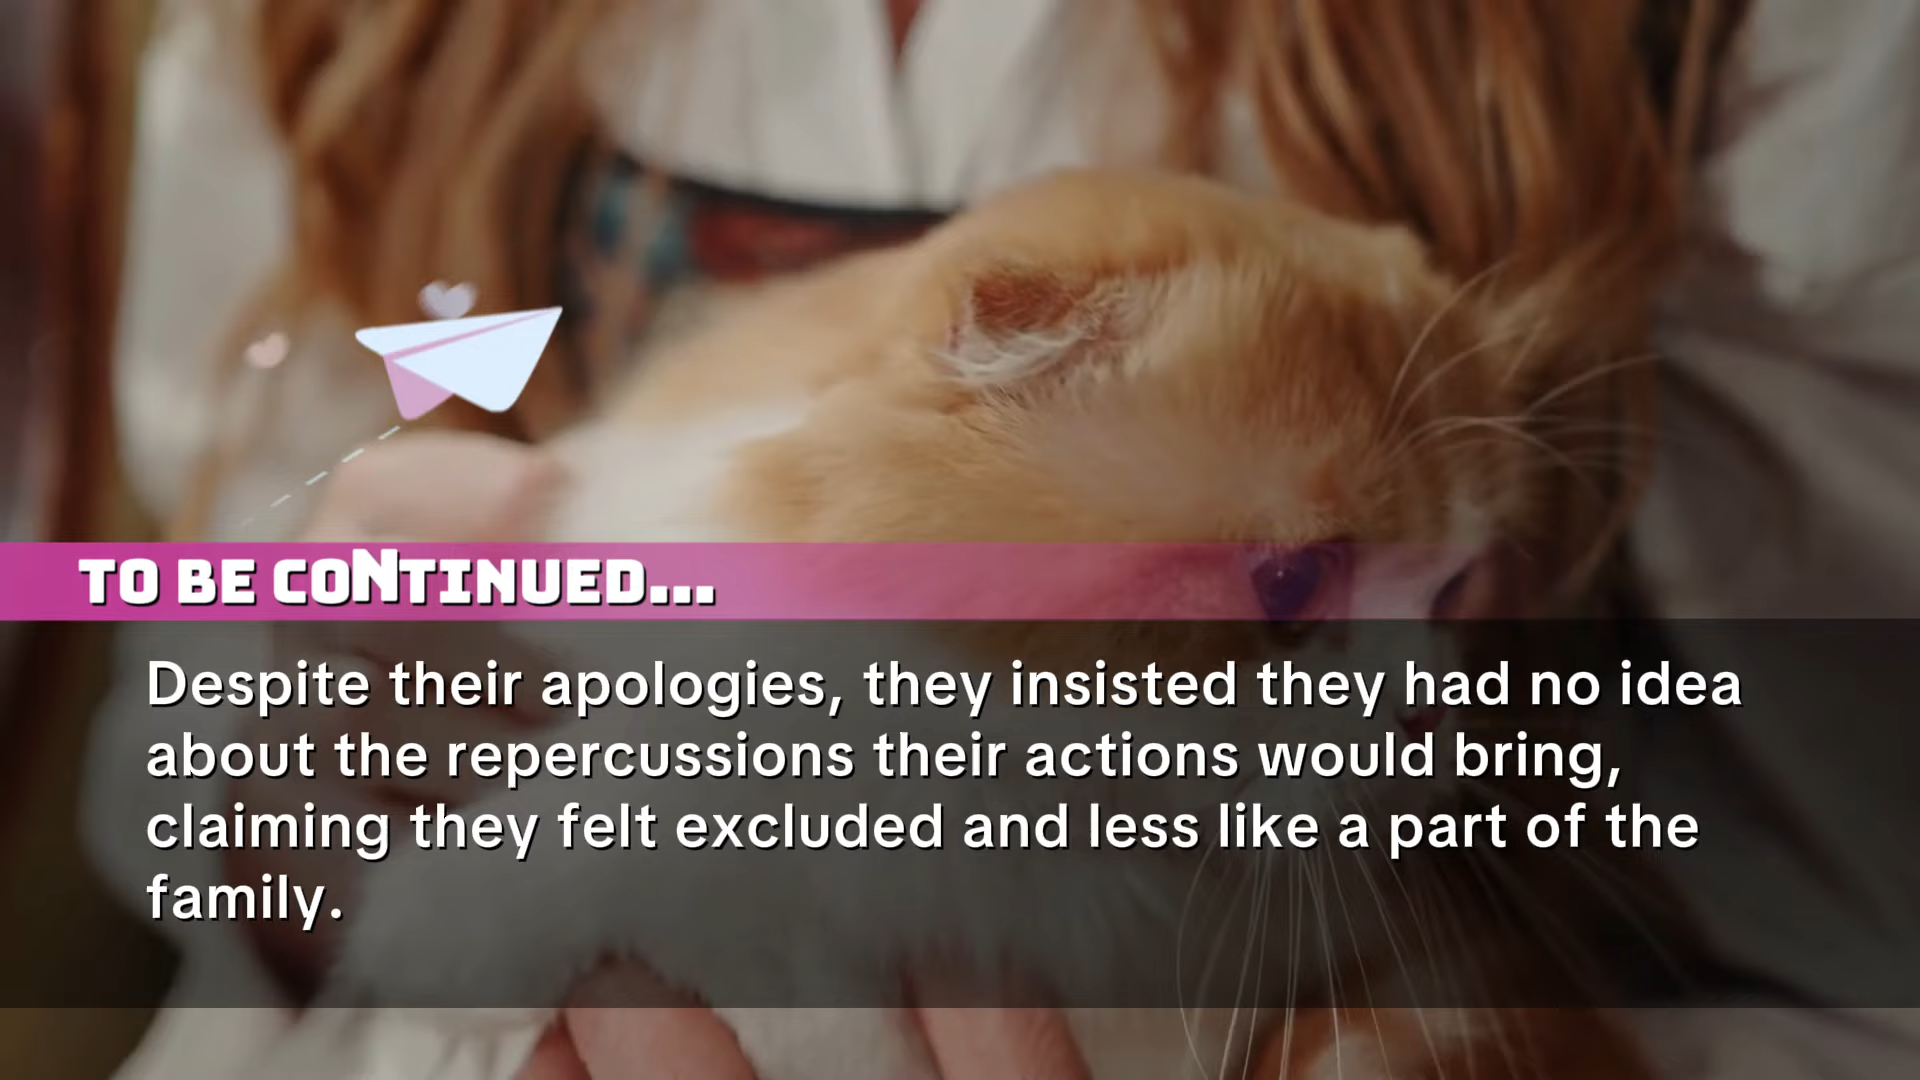 TO BE CONTINUED...
Despite their apologies, they insisted they had no idea
about the repercussions their actions would bring,
claiming they felt excluded and less like a part of the
family.